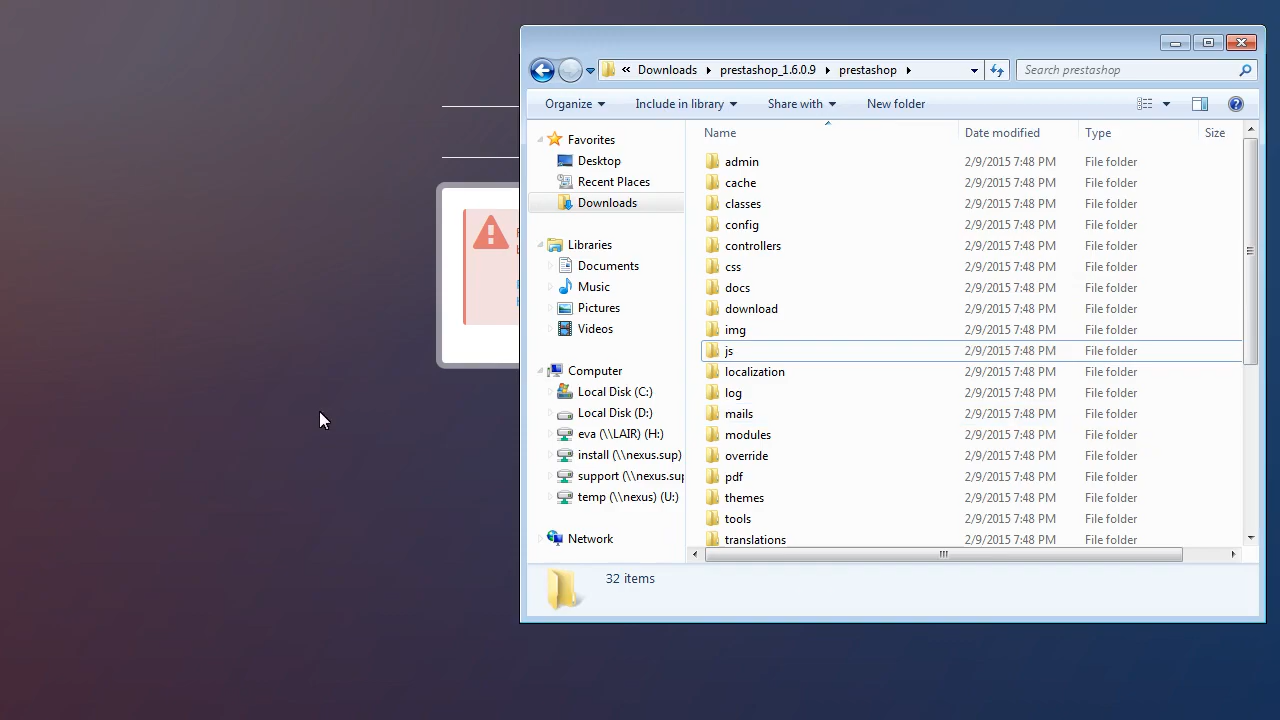 « Downloads prestashop_1.6.0.9 prestashop
Search prestashop
Organize Include in library Share with New folder
Name Date modified Type Size
Favorites
Desktop
Recent Places
Downloads
Libraries
Documents
Music
Pictures
Videos
Computer
Local Disk (C:)
Local Disk (D:)
eva (\\LAIR) (H:)
install (\\nexus.sup)
support (\\nexus.sup
temp (\\nexus) (U:)
Network
admin 2/9/2015 7:48 PM File folder
cache 2/9/2015 7:48 PM File folder
classes 2/9/2015 7:48 PM File folder
config 2/9/2015 7:48 PM File folder
controllers 2/9/2015 7:48 PM File folder
css 2/9/2015 7:48 PM File folder
docs 2/9/2015 7:48 PM File folder
download 2/9/2015 7:48 PM File folder
img 2/9/2015 7:48 PM File folder
js 2/9/2015 7:48 PM File folder
localization 2/9/2015 7:48 PM File folder
log 2/9/2015 7:48 PM File folder
mails 2/9/2015 7:48 PM File folder
modules 2/9/2015 7:48 PM File folder
override 2/9/2015 7:48 PM File folder
pdf 2/9/2015 7:48 PM File folder
themes 2/9/2015 7:48 PM File folder
tools 2/9/2015 7:48 PM File folder
translations 2/9/2015 7:48 PM File folder
32 items